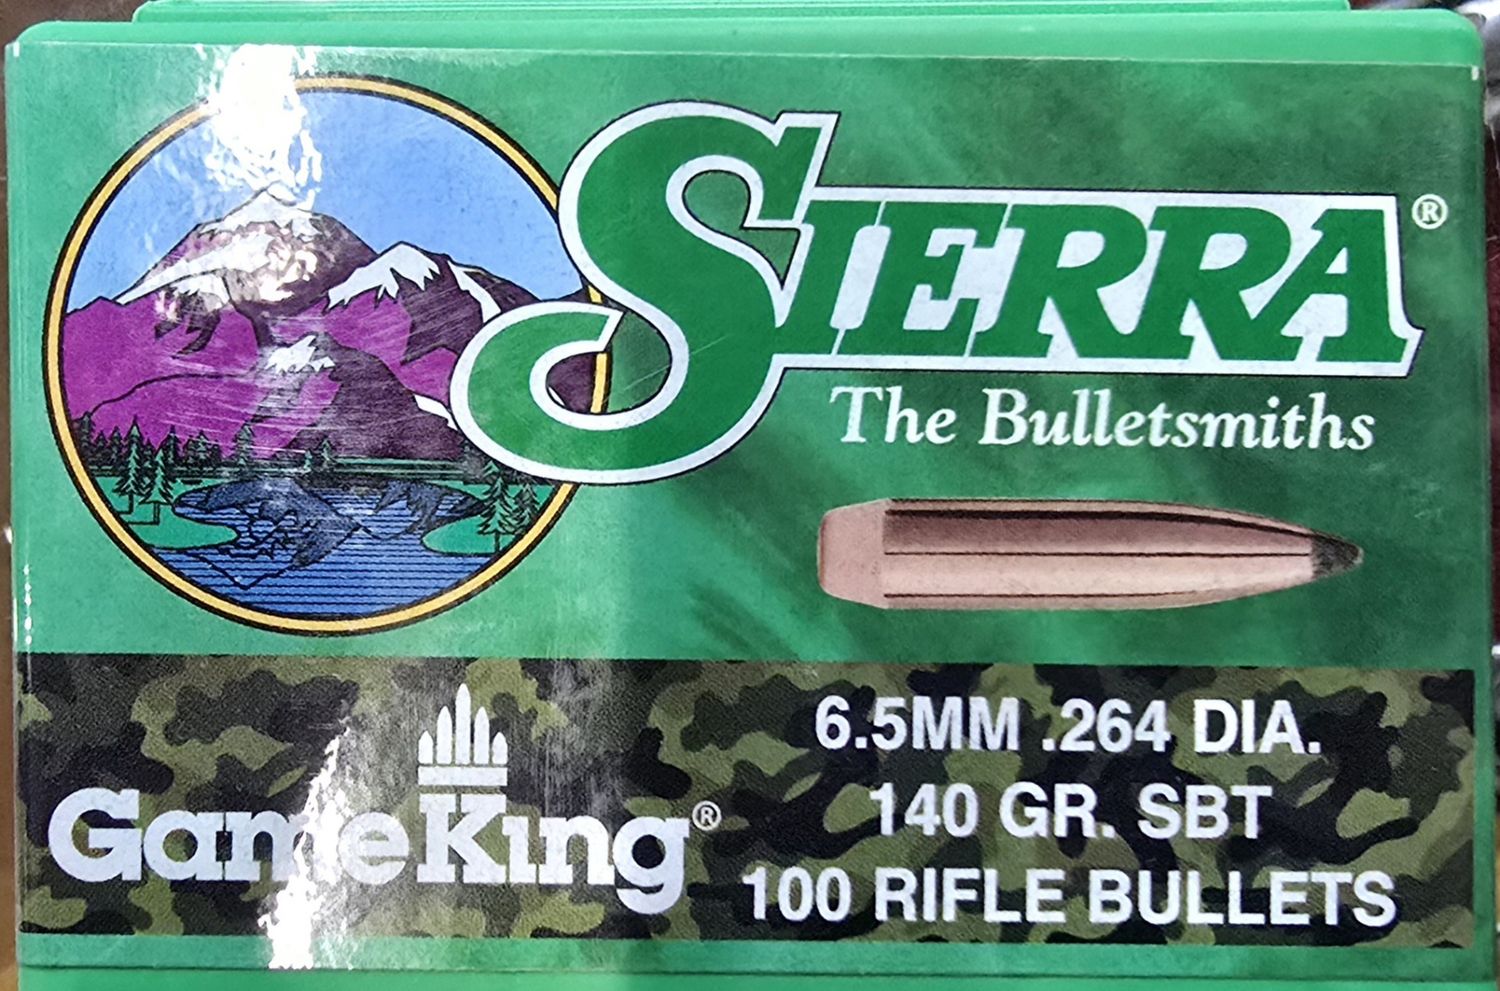 SIERRA®
The Bulletsmiths
GameKing®
6.5MM .264 DIA.
140 GR. SBT
100 RIFLE BULLETS